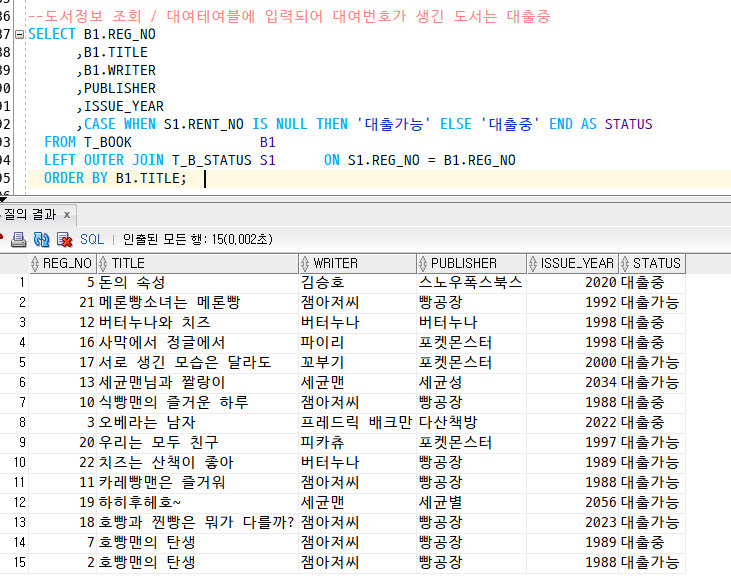 86 --도서정보 조회 / 대여테이블에 입력되어 대여번호가 생긴 도서는 대출중
87 SELECT B1.REG_NO
88 ,B1.TITLE
89 ,B1.WRITER
90 ,PUBLISHER
91 ,ISSUE_YEAR
92 ,CASE WHEN S1.RENT_NO IS NULL THEN '대출가능' ELSE '대출중' END AS STATUS
93 FROM T_BOOK B1
94 LEFT OUTER JOIN T_B_STATUS S1 ON S1.REG_NO = B1.REG_NO
95 ORDER BY B1.TITLE;
질의 결과 x
SQL | 인출된 모든 행: 15(0,002초)
REG_NO TITLE WRITER PUBLISHER ISSUE_YEAR STATUS
1 5 돈의 속성 김승호 스노우폭스북스 2020 대출중
2 21 메론빵소녀는 메론빵 잼아저씨 빵공장 1992 대출가능
3 12 버터누나와 치즈 버터누나 버터누나 1998 대출중
4 16 사막에서 정글에서 파이리 포켓몬스터 1998 대출중
5 17 서로 생긴 모습은 달라도 꼬부기 포켓몬스터 2000 대출가능
6 13 세균맨님과 짤랑이 세균맨 세균성 2034 대출가능
7 10 식빵맨의 즐거운 하루 잼아저씨 빵공장 1988 대출중
8 3 오베라는 남자 프레드릭 배크만 다산책방 2022 대출중
9 20 우리는 모두 친구 피카츄 포켓몬스터 1997 대출가능
10 22 치즈는 산책이 좋아 버터누나 빵공장 1989 대출가능
11 11 카레빵맨은 즐거워 잼아저씨 빵공장 1988 대출가능
12 19 하히후헤호~ 세균맨 세균별 2056 대출가능
13 18 호빵과 찐빵은 뭐가 다를까? 잼아저씨 빵공장 2023 대출가능
14 7 호빵맨의 탄생 잼아저씨 빵공장 1989 대출중
15 2 호빵맨의 탄생 잼아저씨 빵공장 1988 대출가능